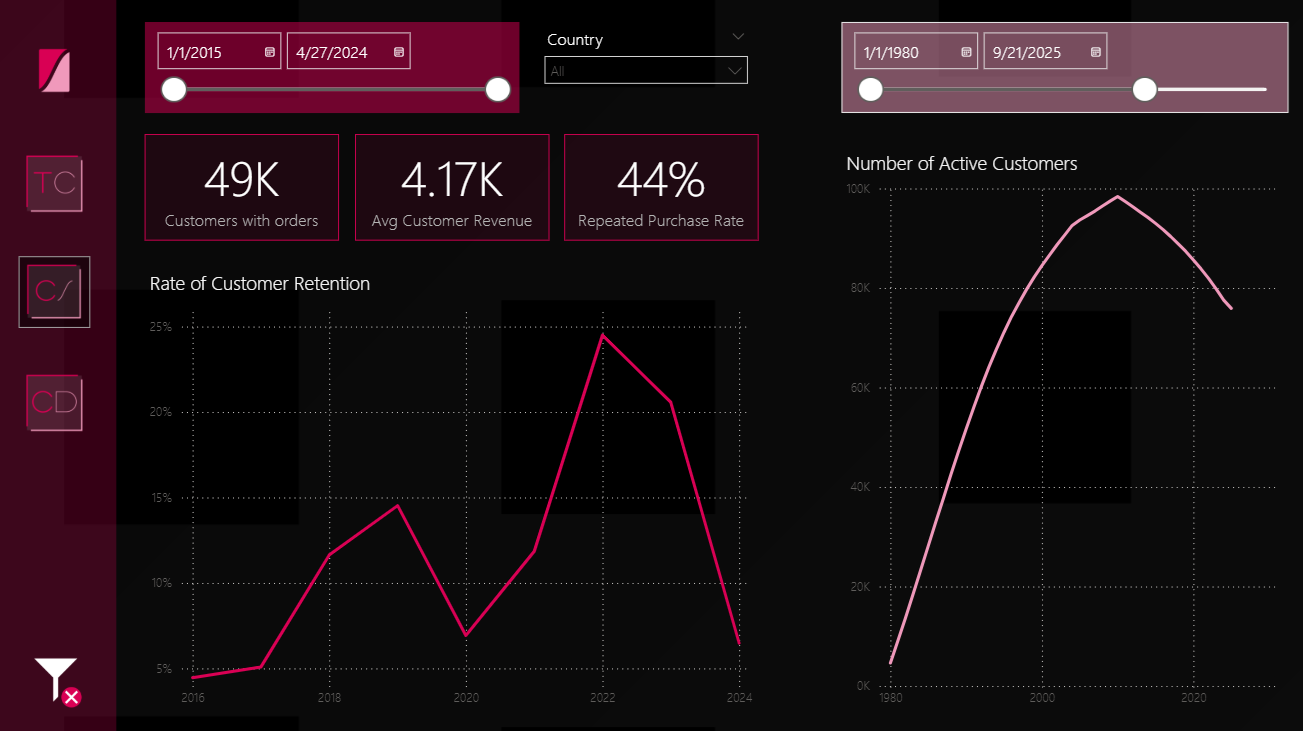 1/1/2015
4/27/2024
Country
All
1/1/1980
9/21/2025
TC
CS
CD
49K
Customers with orders
4.17K
Avg Customer Revenue
44%
Repeated Purchase Rate
Rate of Customer Retention
25%
20%
15%
10%
5%
2016
2018
2020
2022
2024
Number of Active Customers
100K
80K
60K
40K
20K
0K
1980
2000
2020